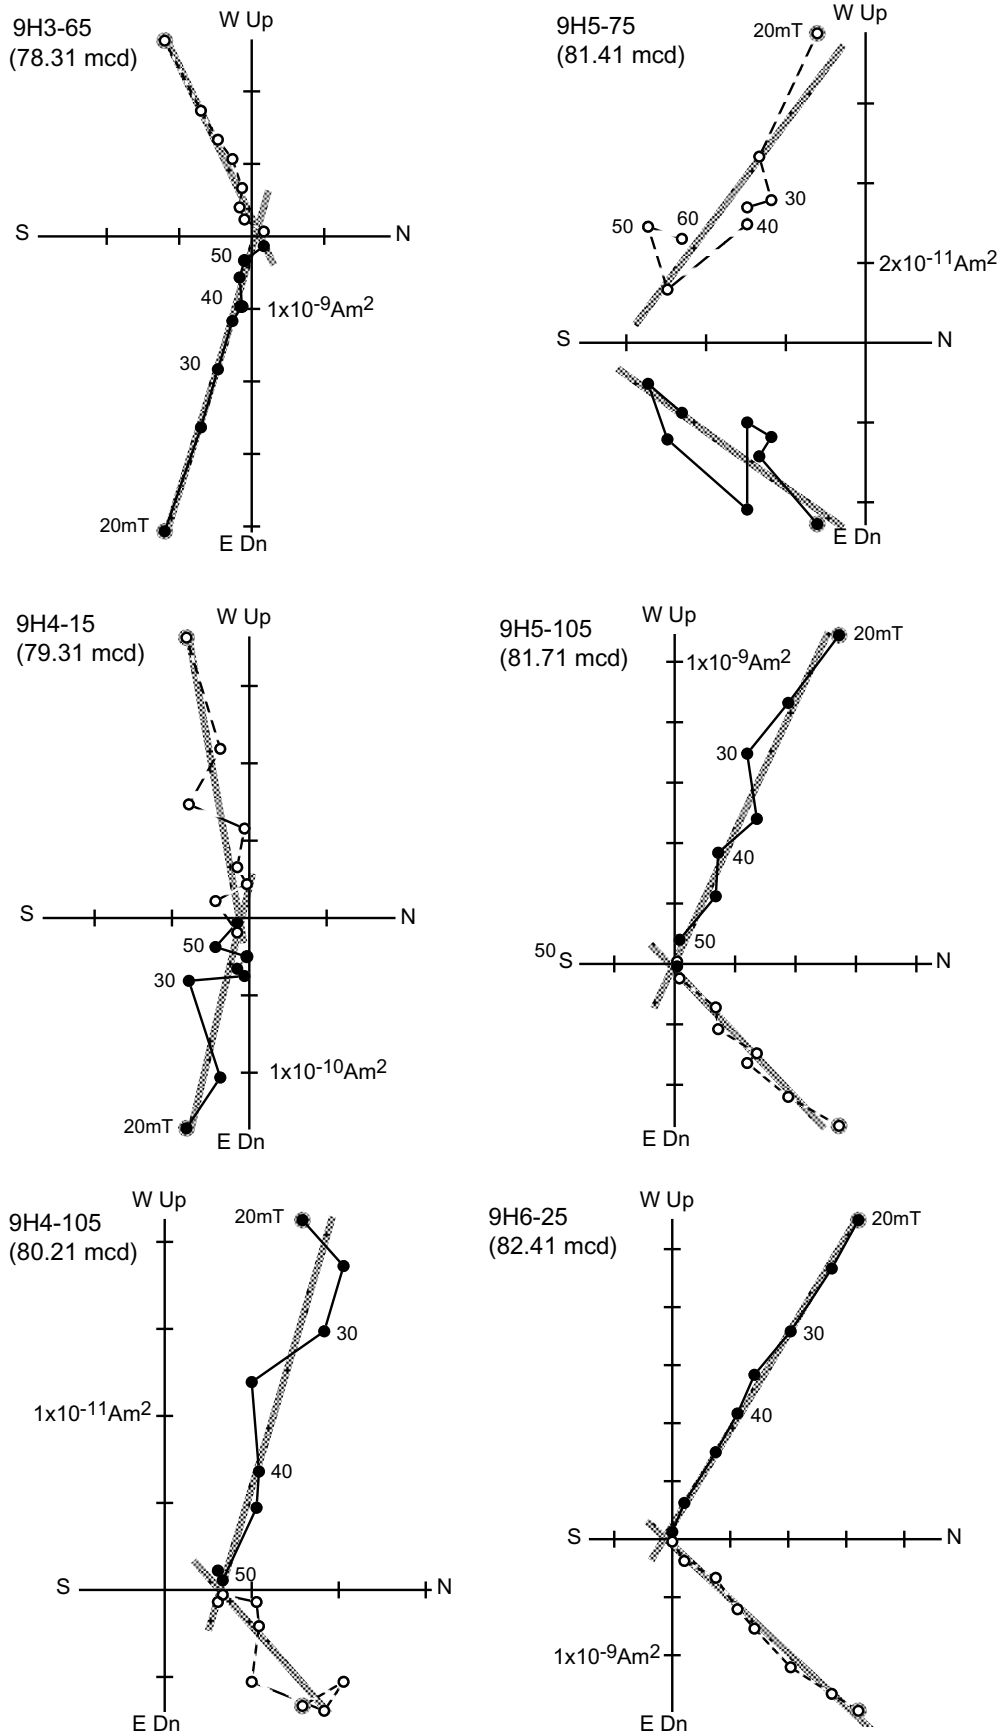 9H3-65
(78.31 mcd)
W Up
S
N
50
40
1x10-9Am2
30
20mT
E Dn
9H5-75
(81.41 mcd)
W Up
20mT
30
50
60
40
2x10-11Am2
S
N
E Dn
9H4-15
(79.31 mcd)
W Up
S
N
50
30
1x10-10Am2
20mT
E Dn
9H5-105
(81.71 mcd)
W Up
1x10-9Am2
20mT
30
40
50
50
S
N
E Dn
9H4-105
(80.21 mcd)
W Up
20mT
30
1x10-11Am2
40
50
S
N
E Dn
9H6-25
(82.41 mcd)
W Up
20mT
30
40
S
N
1x10-9Am2
E Dn